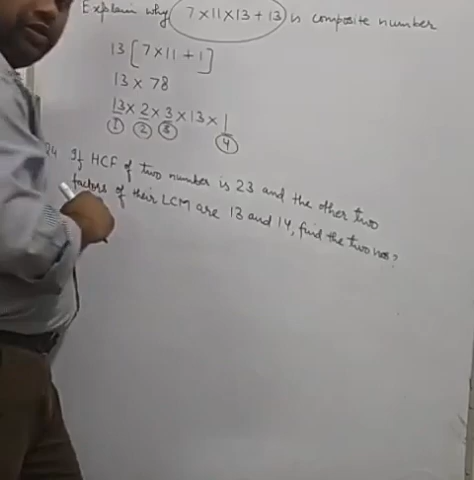 Explain why 7×11×13+13 is composite number
13[7×11+1]
13×78
13×2×3×13×1
① ② ③ ④
24 If HCF of two number is 23 and the other two
factors of their LCM are 13 and 14, find the two nos?